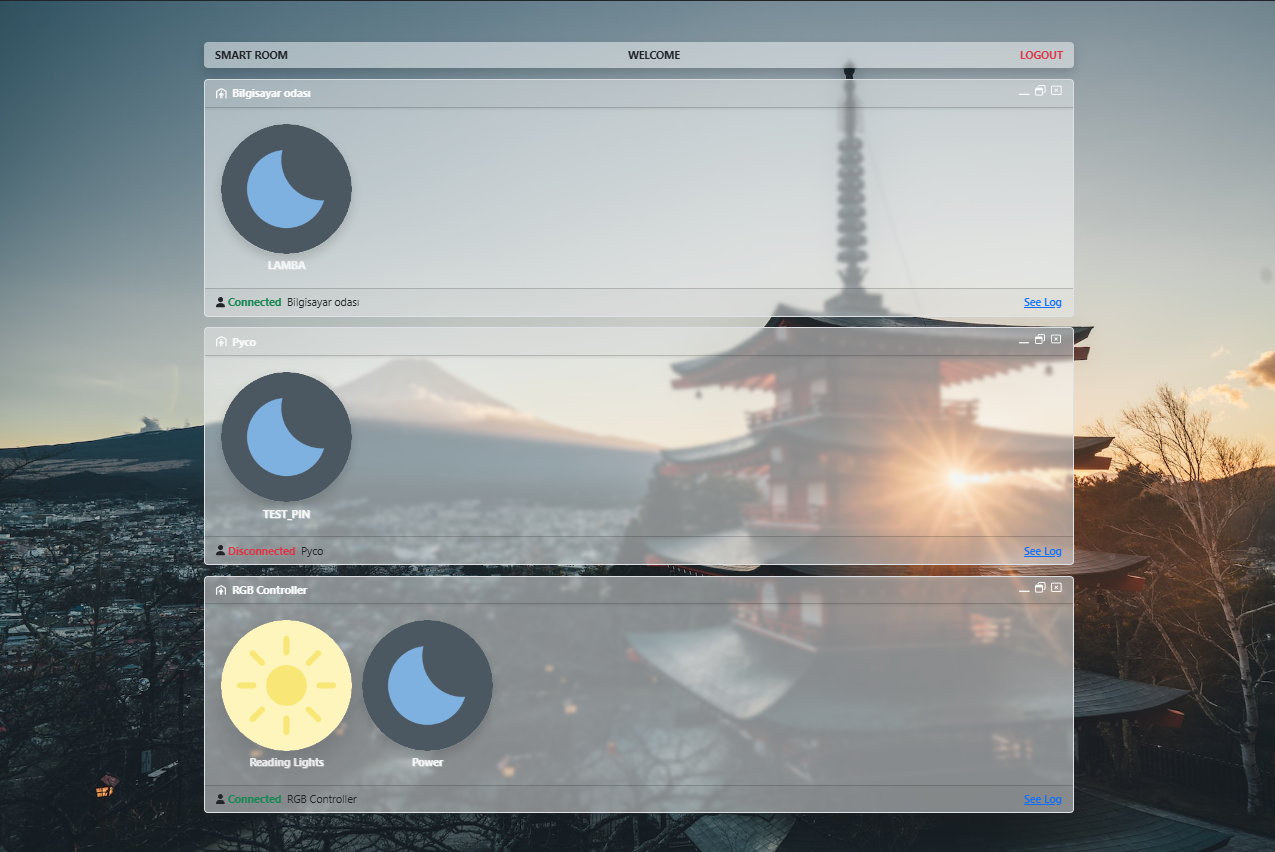 SMART ROOM WELCOME LOGOUT
Bilgisayar odası
LAMBA
Connected Bilgisayar odası See Log
Pyco
TEST_PIN
Disconnected Pyco See Log
RGB Controller
Reading Lights Power
Connected RGB Controller See Log